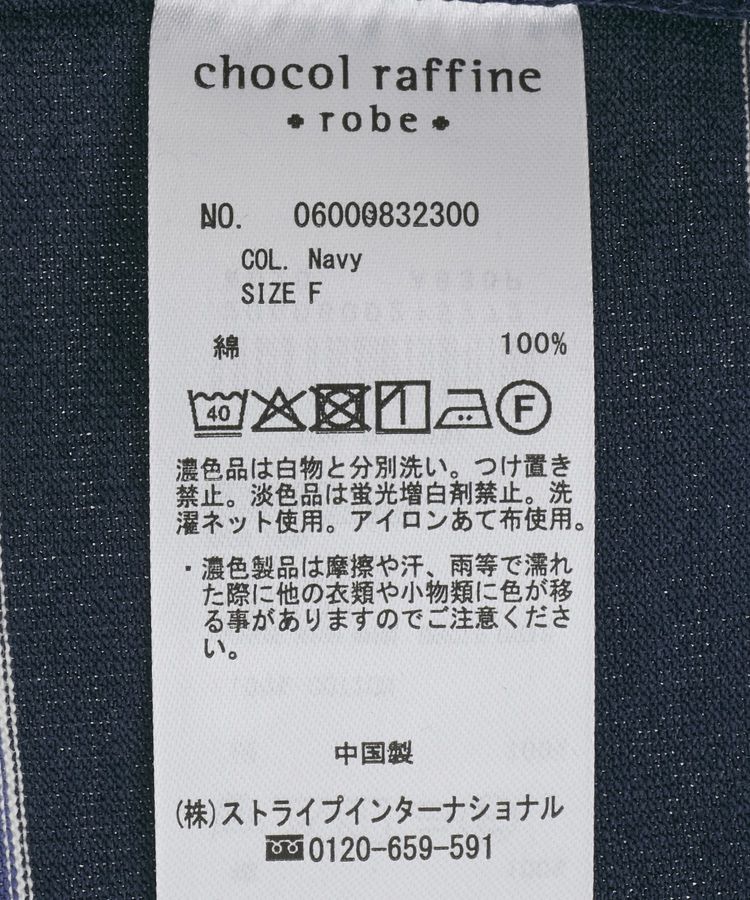 chocol raffine
robe
NO. 06000832300
COL. Navy
SIZE F
綿 100%
40 F
濃色品は白物と分別洗い。つけ置き
禁止。淡色品は蛍光増白剤禁止。洗
濯ネット使用。アイロンあて布使用。
・濃色製品は摩擦や汗、雨等で濡れ
た際に他の衣類や小物類に色が移
る事がありますのでご注意くださ
い。
中国製
(株)ストライプインターナショナル
0120-659-591